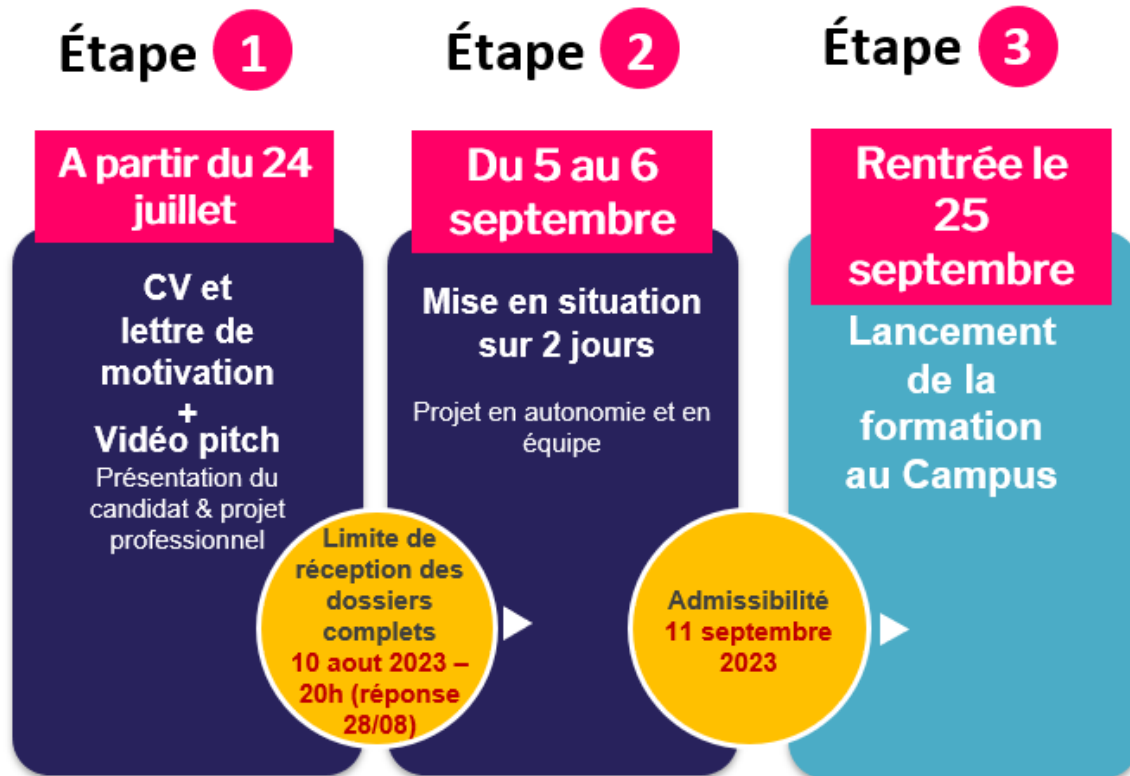 Étape 1
A partir du 24
juillet
CV et
lettre de
motivation
+
Vidéo pitch
Présentation du
candidat & projet
professionnel
Limite de
réception des
dossiers
complets
10 aout 2023 –
20h (réponse
28/08)
Étape 2
Du 5 au 6
septembre
Mise en situation
sur 2 jours
Projet en autonomie et en
équipe
Admissibilité
11 septembre
2023
Étape 3
Rentrée le
25
septembre
Lancement
de la
formation
au Campus